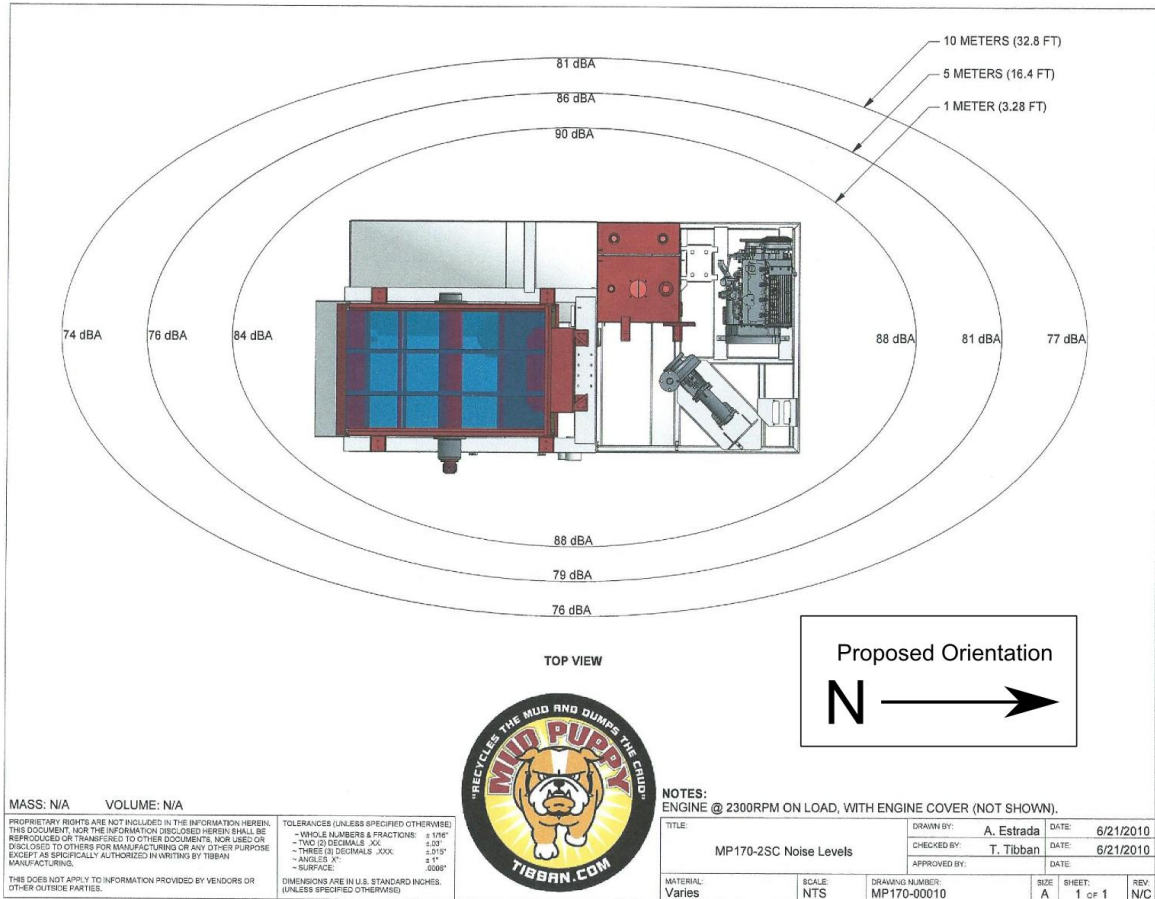 10 METERS (32.8 FT)
5 METERS (16.4 FT)
1 METER (3.28 FT)
81 dBA
86 dBA
90 dBA
74 dBA
76 dBA
84 dBA
88 dBA
81 dBA
77 dBA
88 dBA
79 dBA
76 dBA
TOP VIEW
Proposed Orientation
N
"RECYCLES THE MUD AND DUMPS THE CRUD"
MUD PUPPY
TIBBAN.COM
MASS: N/A VOLUME: N/A
PROPRIETARY RIGHTS ARE NOT INCLUDED IN THE INFORMATION HEREIN.
THIS DOCUMENT, NOR THE INFORMATION DISCLOSED HEREIN SHALL BE
REPRODUCED OR TRANSFERED TO OTHER DOCUMENTS, NOR USED OR
DISCLOSED TO OTHERS FOR MANUFACTURING OR ANY OTHER PURPOSE
EXCEPT AS SPECIFICALLY AUTHORIZED IN WRITING BY TIBBAN
MANUFACTURING.
THIS DOES NOT APPLY TO INFORMATION PROVIDED BY VENDORS OR
OTHER OUTSIDE PARTIES.
TOLERANCES (UNLESS SPECIFIED OTHERWISE)
~ WHOLE NUMBERS & FRACTIONS: ± 1/16"
~ TWO (2) DECIMALS .XX: ±.03"
~ THREE (3) DECIMALS .XXX: ±.015"
~ ANGLES X°: ± 1°
~ SURFACE: .0006"
DIMENSIONS ARE IN U.S. STANDARD INCHES.
(UNLESS SPECIFIED OTHERWISE)
NOTES:
ENGINE @ 2300RPM ON LOAD, WITH ENGINE COVER (NOT SHOWN).
TITLE:
MP170-2SC Noise Levels
DRAWN BY: A. Estrada DATE: 6/21/2010
CHECKED BY: T. Tibban DATE: 6/21/2010
APPROVED BY: DATE:
MATERIAL: Varies
SCALE: NTS
DRAWING NUMBER: MP170-00010
SIZE A
SHEET: 1 OF 1
REV: N/C